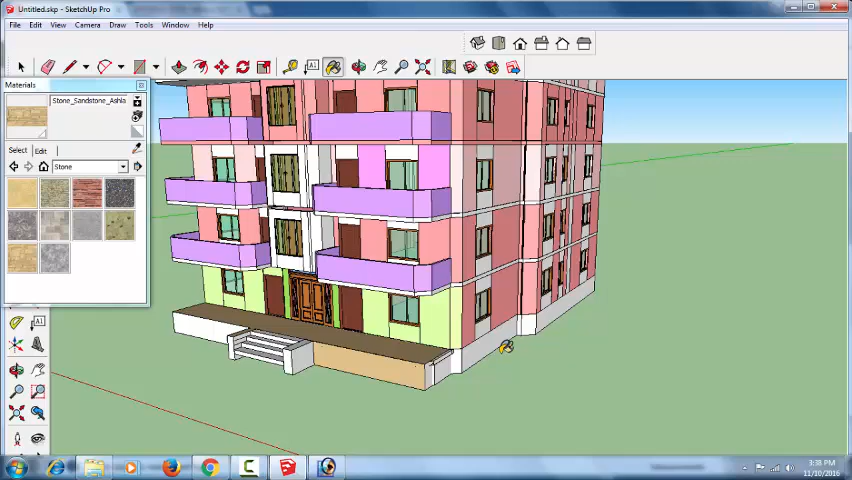 Untitled.skp - SketchUp Pro
File Edit View Camera Draw Tools Window Help
Materials
Stone_Sandstone_Ashla
Select Edit
Stone
3:38 PM
11/10/2016